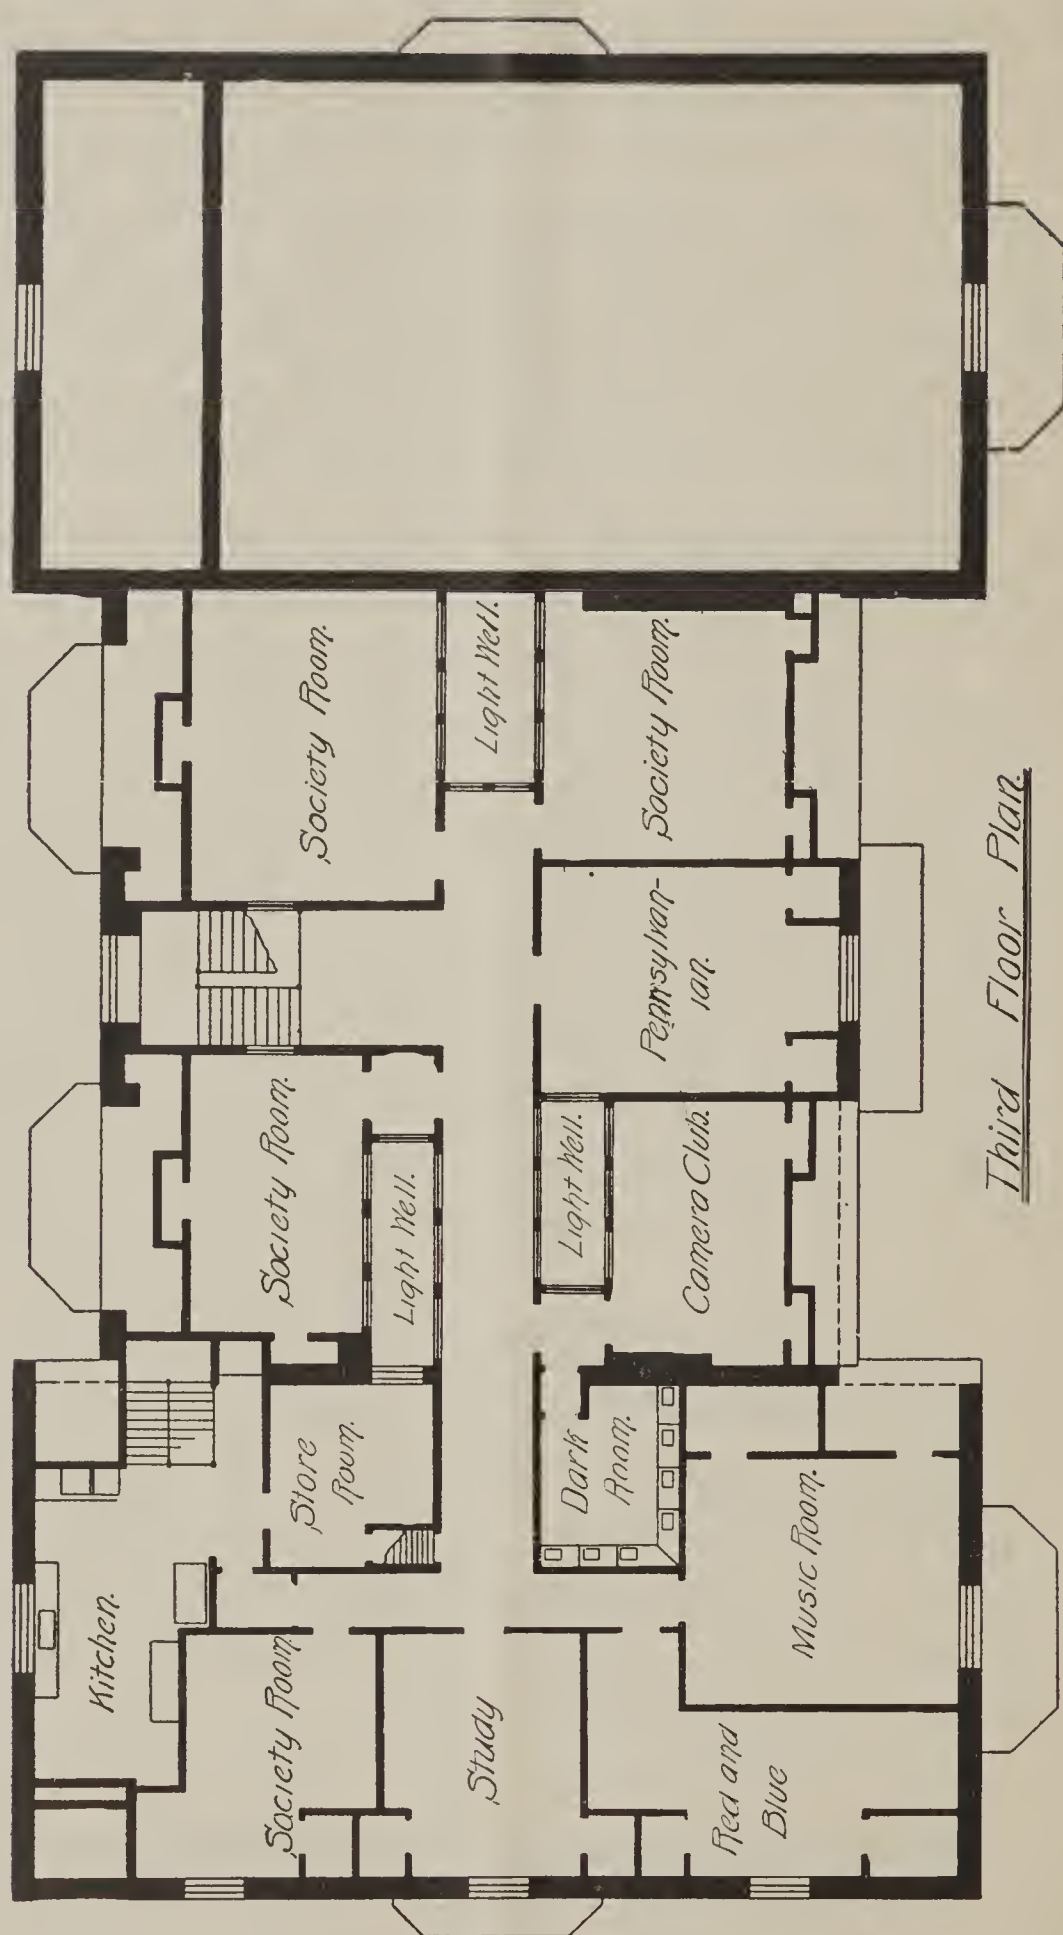 Society Room.
Light Well.
Society Room.
Pennsylvan-
ian.
Society Room.
Light Well.
Light Well.
Camera Club.
Store
Room.
Dark
Room.
Kitchen.
Music Room.
Society Room.
Study
Red and
Blue
Third Floor Plan.